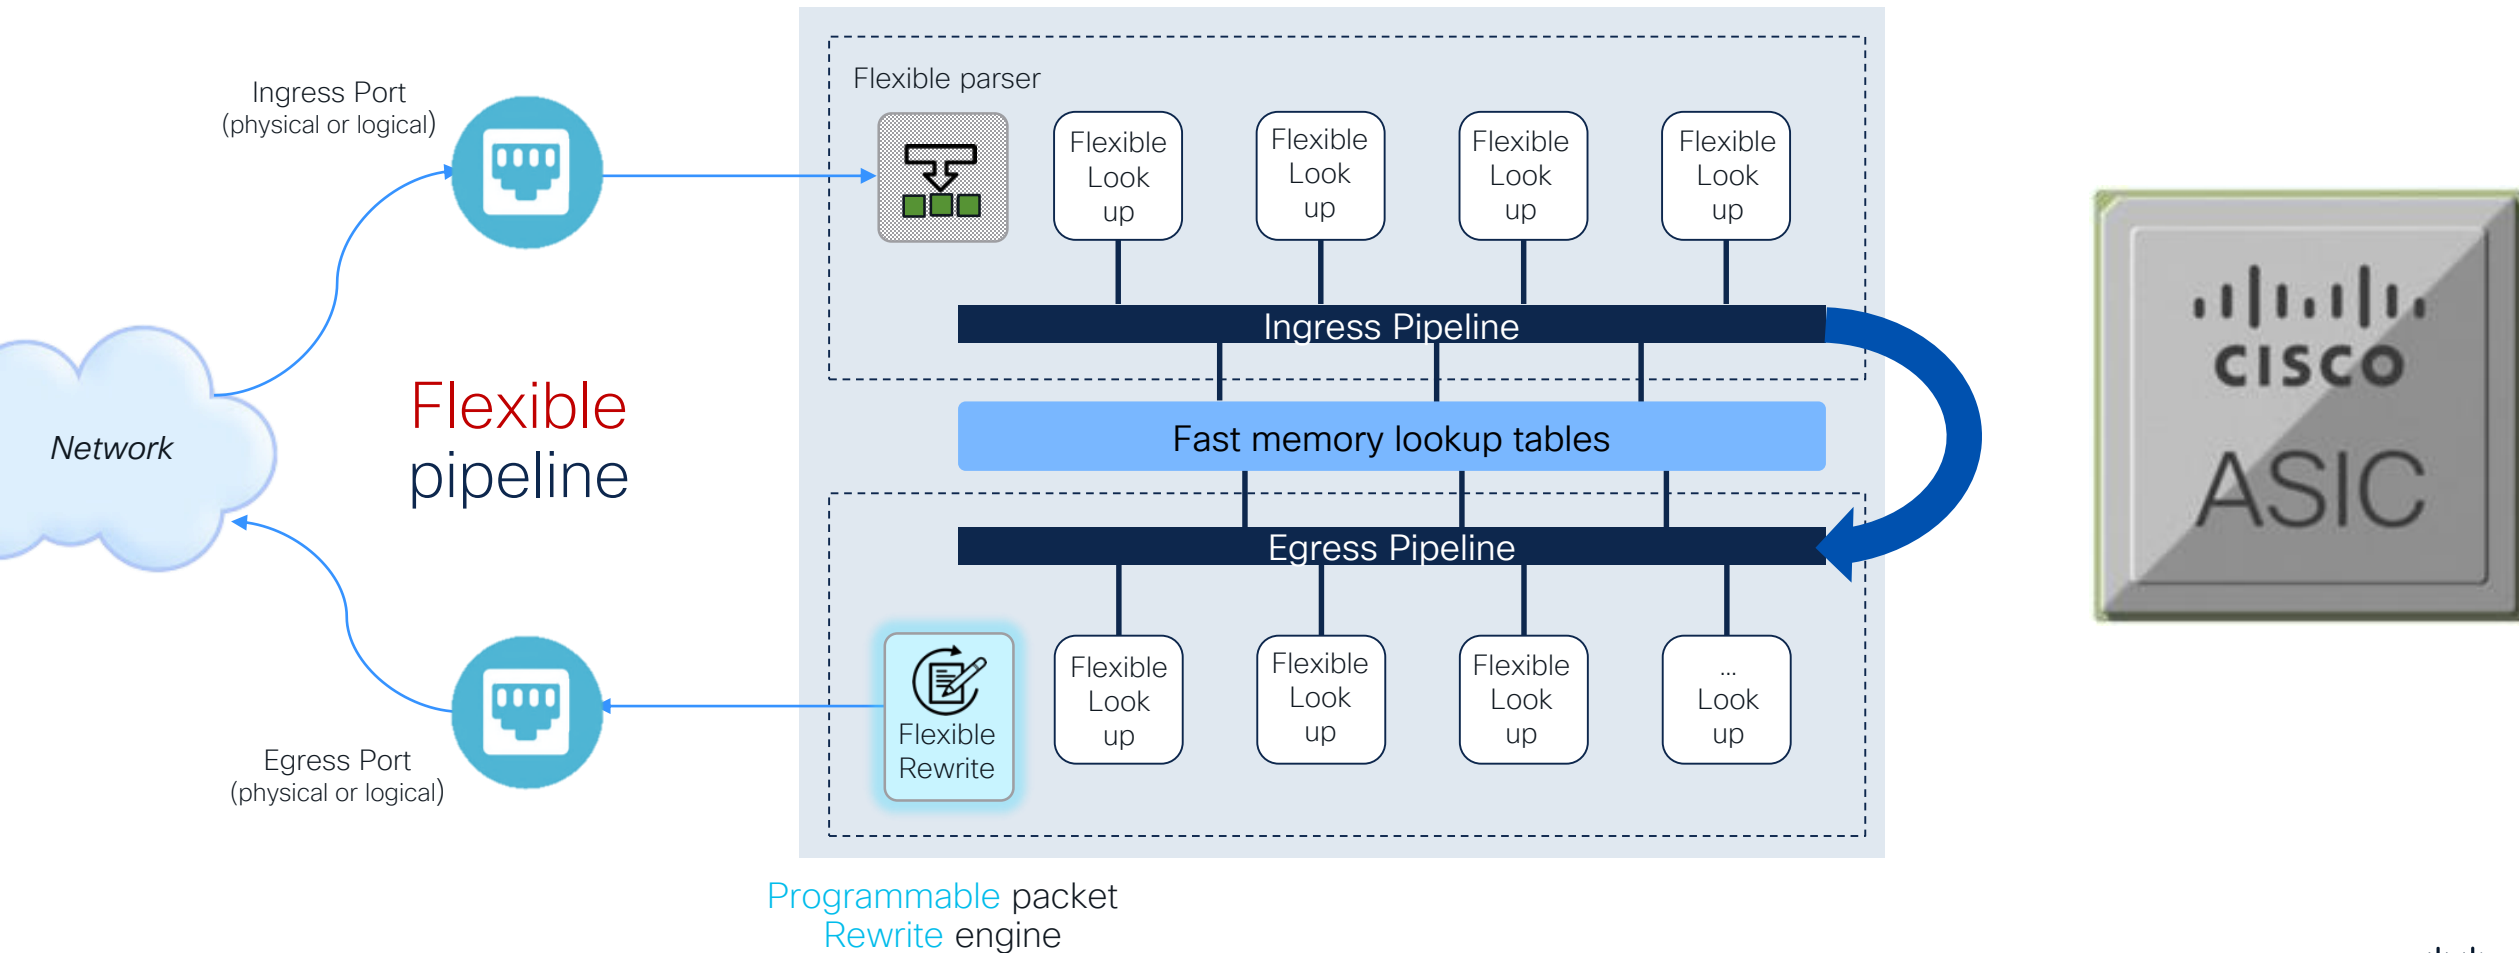 Ingress Port
(physical or logical)
Flexible parser
Flexible
Look
up
Flexible
Look
up
Flexible
Look
up
Flexible
Look
up
Ingress Pipeline
Network
Flexible
pipeline
Fast memory lookup tables
Egress Pipeline
Egress Port
(physical or logical)
Flexible
Rewrite
Flexible
Look
up
Flexible
Look
up
Flexible
Look
up
...
Look
up
CISCO
ASIC
Programmable packet
Rewrite engine